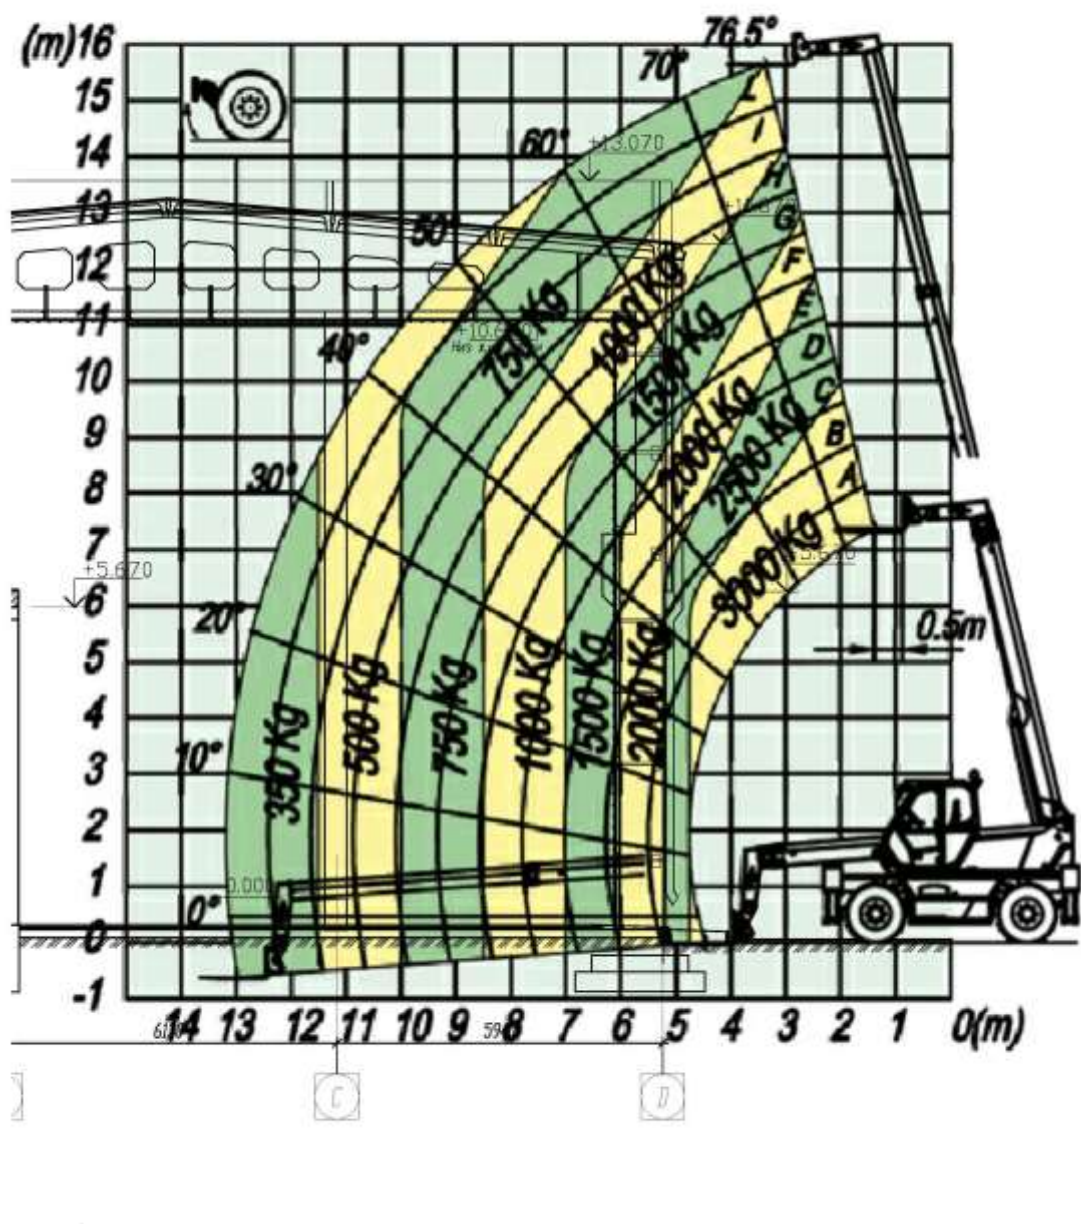 (m)16
76.5°
70°
15
L
I
14
60°
+13.070
H
13
G
50°
F
12
E
11
750 Kg
1000 Kg
1500 Kg
40°
D
10
C
2000 Kg
2500 Kg
9
B
30°
A
8
7
3000 Kg
+5.670
6
20°
0.5m
5
350 Kg
500 Kg
750 Kg
1000 Kg
1500 Kg
2000 Kg
4
10°
3
2
1
0°
0
-1
14 13 12 11 10 9 8 7 6 5 4 3 2 1 0(m)
C
D